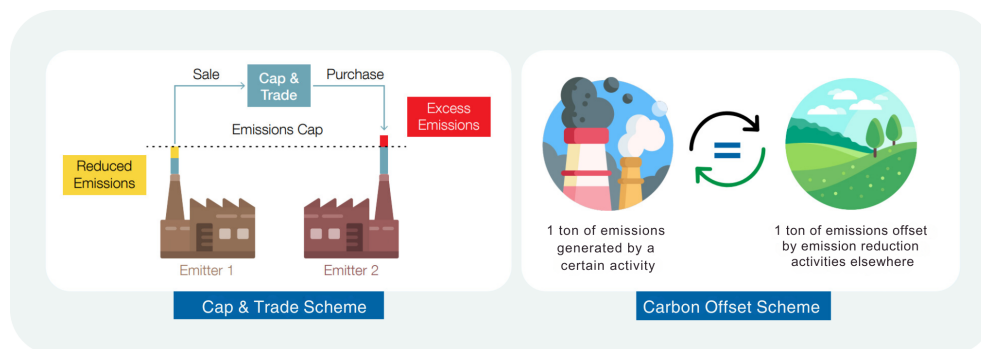 Sale
Cap &
Trade
Purchase
Excess
Emissions
Emissions Cap
Reduced
Emissions
Emitter 1
Emitter 2
Cap & Trade Scheme
=
1 ton of emissions
generated by a
certain activity
1 ton of emissions offset
by emission reduction
activities elsewhere
Carbon Offset Scheme